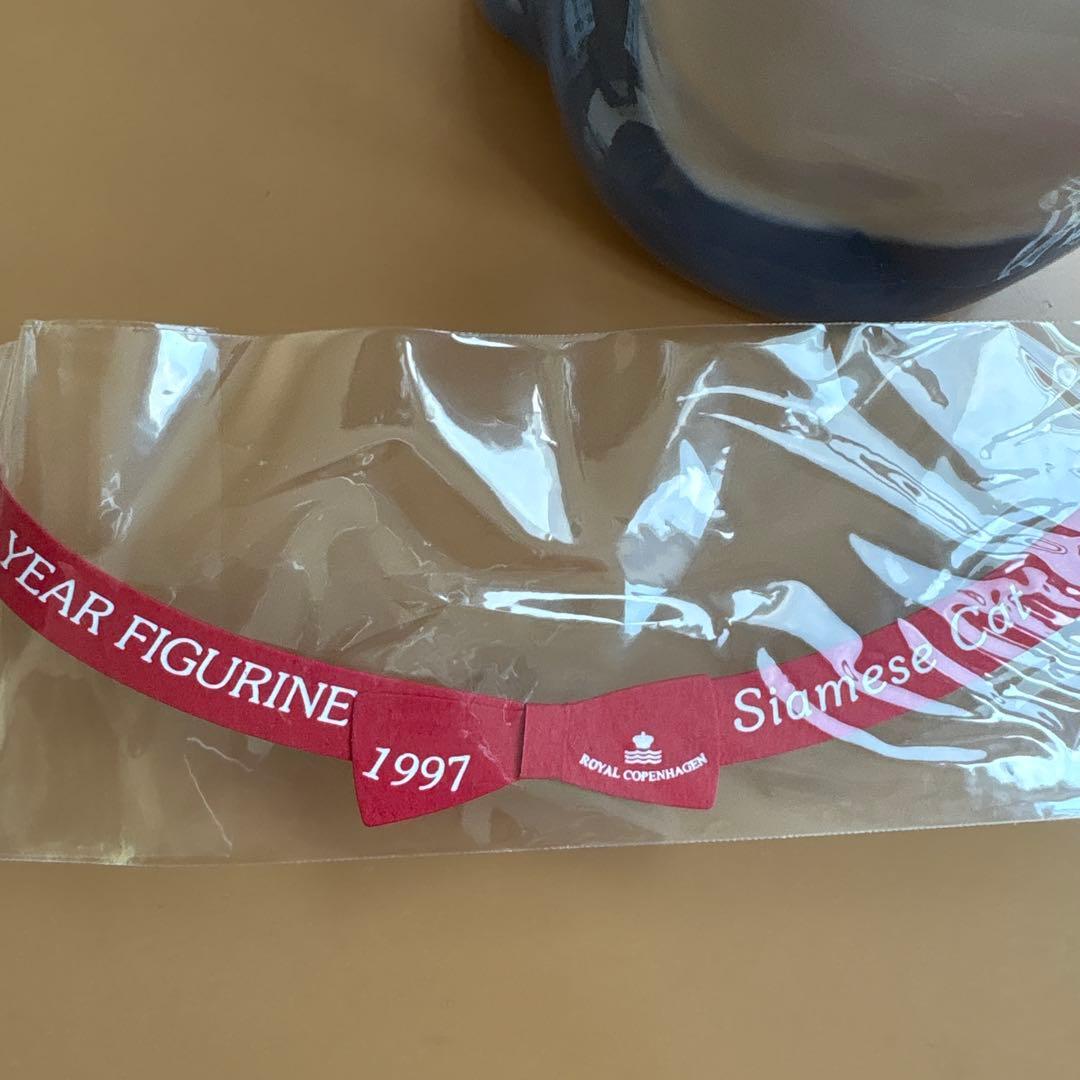 YEAR FIGURINE
1997
ROYAL COPENHAGEN
Siamese Cat